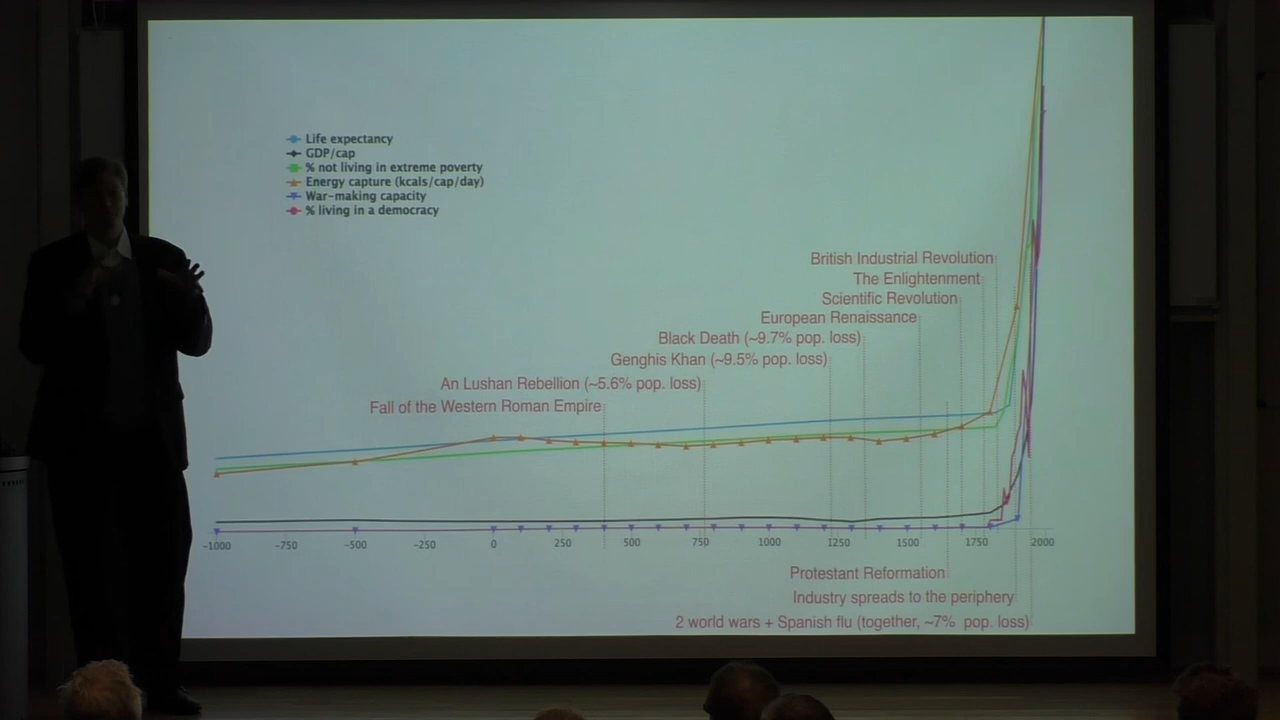 Life expectancy
GDP/cap
% not living in extreme poverty
Energy capture (kcals/cap/day)
War-making capacity
% living in a democracy
British Industrial Revolution
The Enlightenment
Scientific Revolution
European Renaissance
Black Death (~9.7% pop. loss)
Genghis Khan (~9.5% pop. loss)
An Lushan Rebellion (~5.6% pop. loss)
Fall of the Western Roman Empire
-1000 -750 -500 -250 0 250 500 750 1000 1250 1500 1750 2000
Protestant Reformation
Industry spreads to the periphery
2 world wars + Spanish flu (together, ~7% pop. loss)